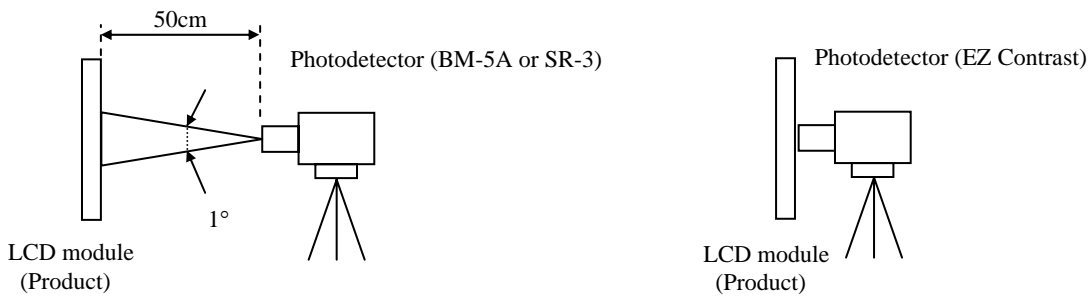 50cm
Photodetector (BM-5A or SR-3)
1°
LCD module
(Product)
Photodetector (EZ Contrast)
LCD module
(Product)